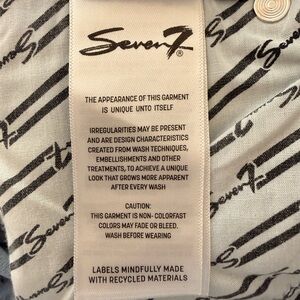 Seven7®
THE APPEARANCE OF THIS GARMENT
IS UNIQUE UNTO ITSELF
IRREGULARITIES MAY BE PRESENT
AND ARE DESIGN CHARACTERISTICS
CREATED FROM WASH TECHNIQUES,
EMBELLISHMENTS AND OTHER
TREATMENTS, TO ACHIEVE A UNIQUE
LOOK THAT GROWS MORE APPARENT
AFTER EVERY WASH
CAUTION:
THIS GARMENT IS NON- COLORFAST
COLORS MAY FADE OR BLEED.
WASH BEFORE WEARING
LABELS MINDFULLY MADE
WITH RECYCLED MATERIALS
Seven7
Seven7